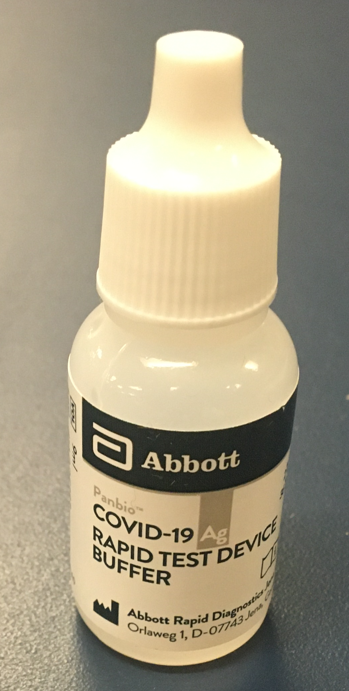 Abbott
Panbio™
COVID-19 Ag
RAPID TEST DEVICE
BUFFER
Abbott Rapid Diagnostics
Orlaweg 1, D-07743 Jena,